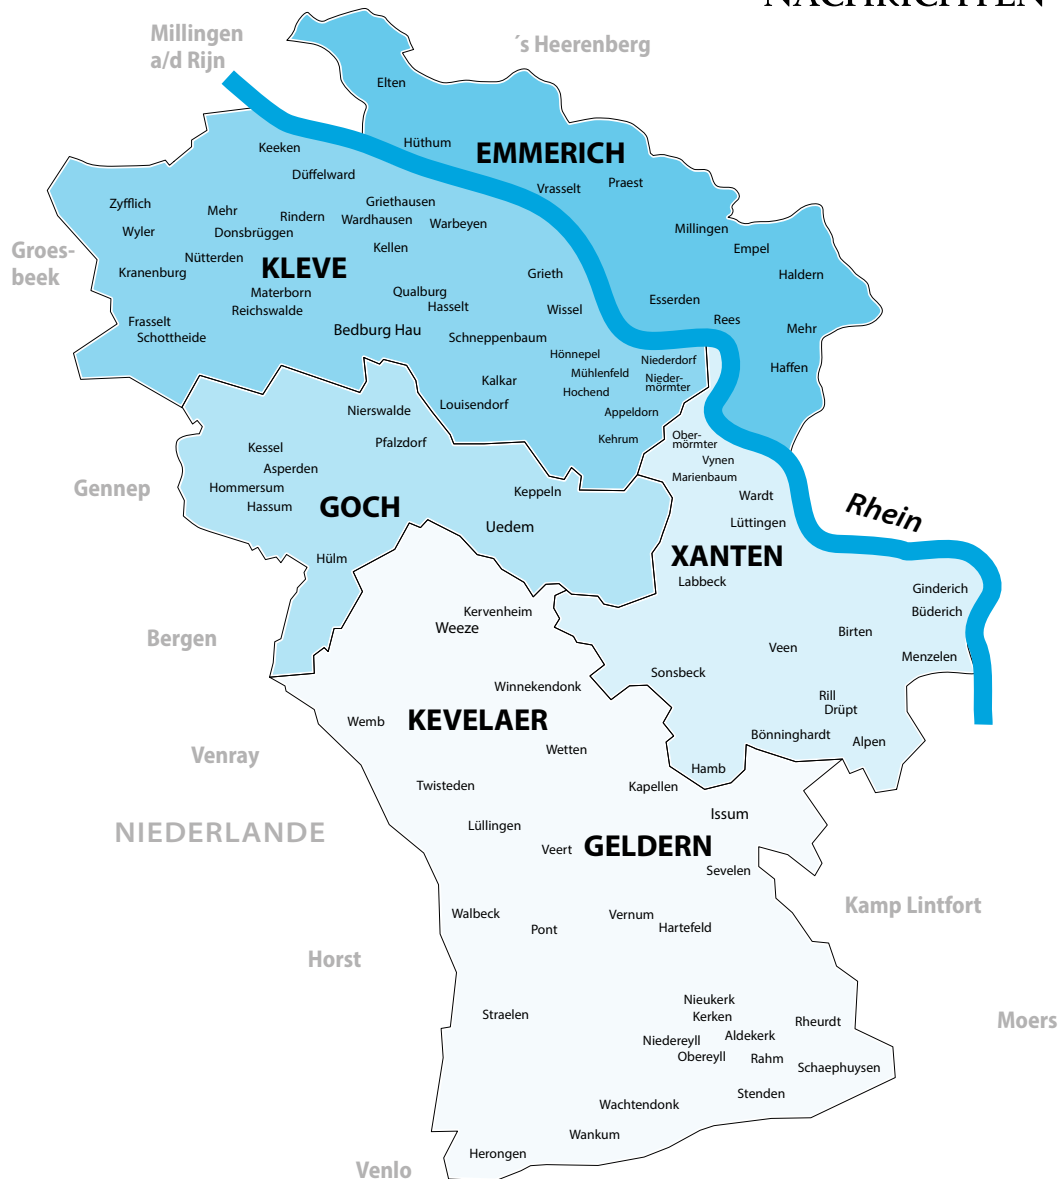 NACHRICHTEN
Millingen
a/d Rijn
´s Heerenberg
Elten
Hüthum
EMMERICH
Keeken
Düffelward
Vrasselt
Praest
Zyfflich
Mehr
Rindern
Griethausen
Wardhausen
Warbeyen
Wyler
Donsbrüggen
Millingen
Empel
Groes-
beek
Nütterden
Kellen
Kranenburg
KLEVE
Grieth
Haldern
Materborn
Reichswalde
Qualburg
Hasselt
Wissel
Esserden
Rees
Mehr
Frasselt
Schottheide
Bedburg Hau
Schneppenbaum
Hönnepel
Niederdorf
Haffen
Mühlenfeld
Nieder-
mörmter
Kalkar
Hochend
Louisendorf
Appeldorn
Nierswalde
Kehrum
Pfalzdorf
Ober-
mörmter
Kessel
Vynen
Asperden
Marienbaum
Gennep
Hommersum
Hassum
GOCH
Keppeln
Wardt
Rhein
Uedem
Lüttingen
XANTEN
Hülm
Labbeck
Ginderich
Büderich
Kervenheim
Weeze
Bergen
Birten
Veen
Menzelen
Sonsbeck
Winnekendonk
Rill
Drüpt
Wemb
KEVELAER
Bönninghardt
Alpen
Venray
Wetten
Hamb
Twisteden
Kapellen
Issum
NIEDERLANDE
Lüllingen
Veert
GELDERN
Sevelen
Kamp Lintfort
Walbeck
Vernum
Pont
Hartefeld
Horst
Straelen
Nieukerk
Kerken
Rheurdt
Moers
Niedereyll
Aldekerk
Obereyll
Rahm
Schaephuysen
Stenden
Wachtendonk
Wankum
Herongen
Venlo